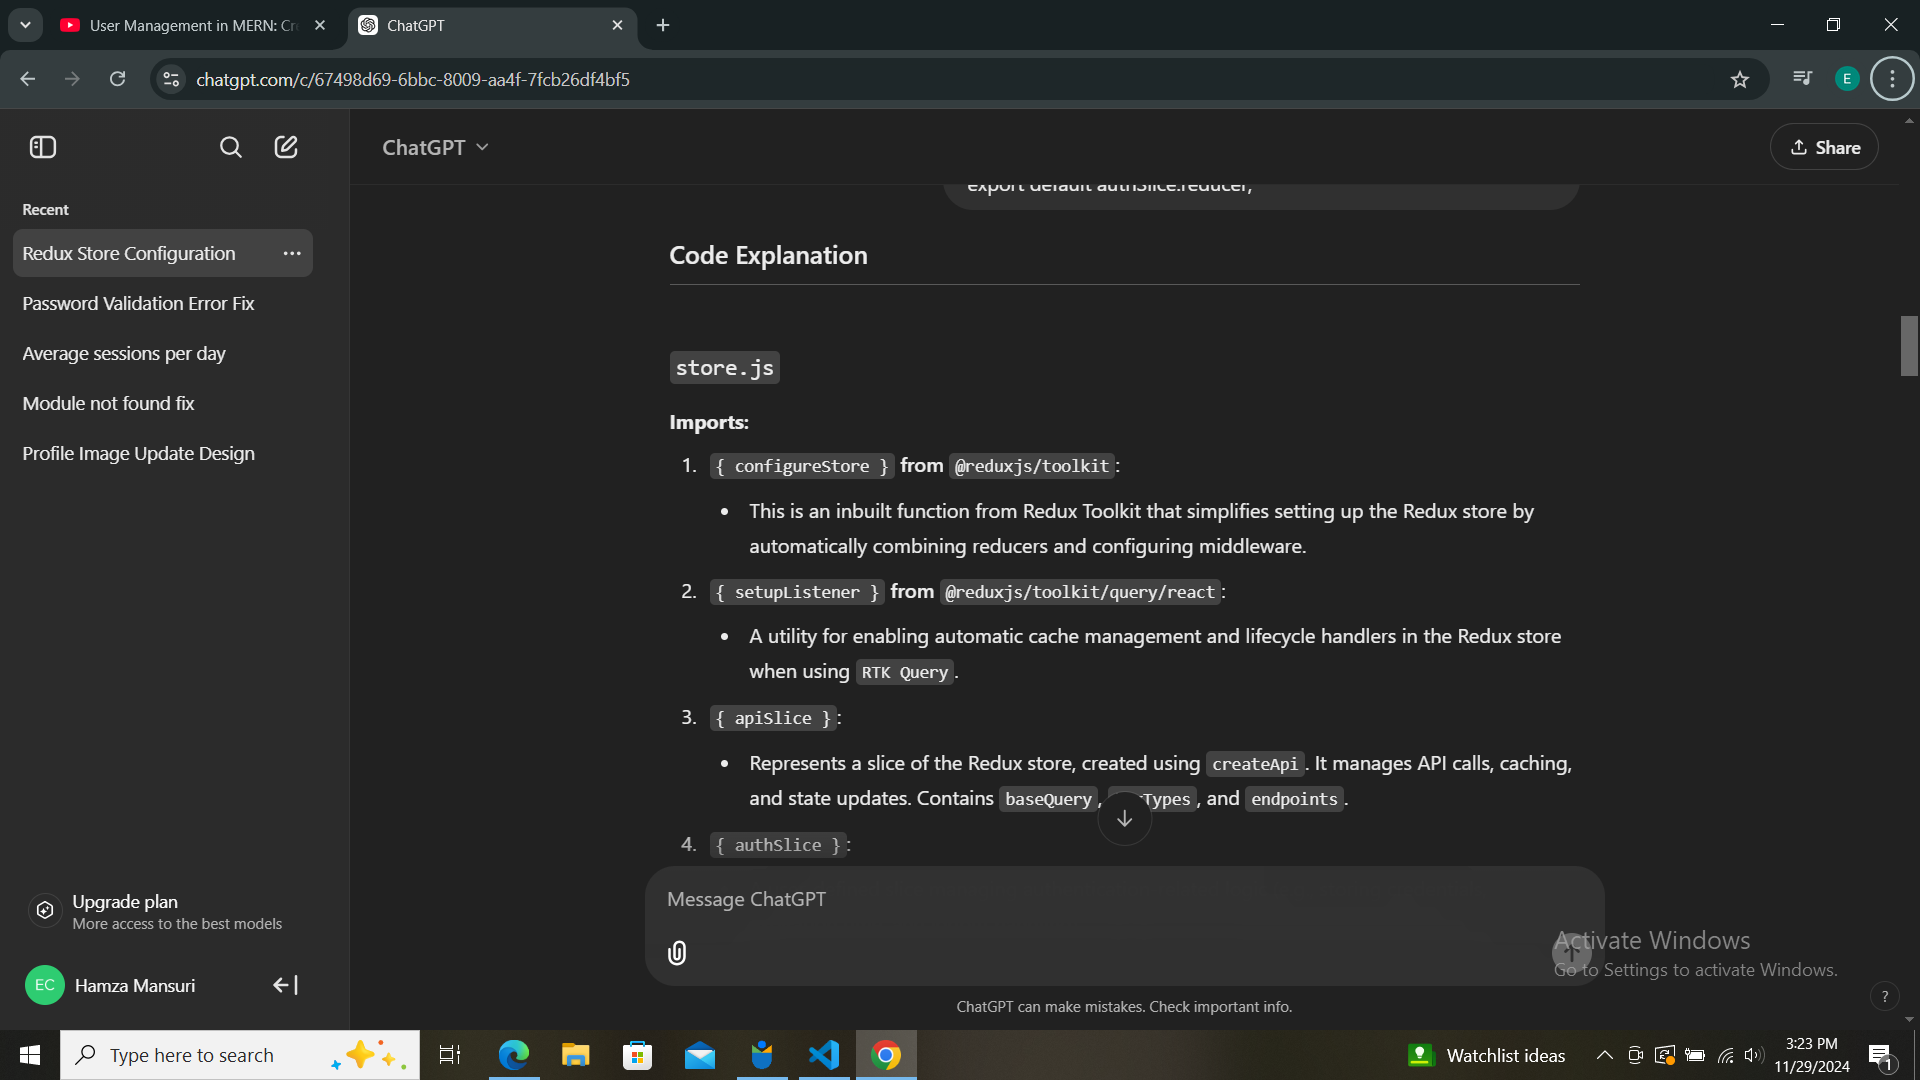 User Management in MERN: Cr
ChatGPT
chatgpt.com/c/67498d69-6bbc-8009-aa4f-7fcb26df4bf5
E
ChatGPT
Share
Recent
Redux Store Configuration
Password Validation Error Fix
Average sessions per day
Module not found fix
Profile Image Update Design
Upgrade plan
More access to the best models
EC
Hamza Mansuri
export default authSlice.reducer;
Code Explanation
store.js
Imports:
1. { configureStore } from @reduxjs/toolkit:
• This is an inbuilt function from Redux Toolkit that simplifies setting up the Redux store by
automatically combining reducers and configuring middleware.
2. { setupListener } from @reduxjs/toolkit/query/react:
• A utility for enabling automatic cache management and lifecycle handlers in the Redux store
when using RTK Query.
3. { apiSlice }:
• Represents a slice of the Redux store, created using createApi. It manages API calls, caching,
and state updates. Contains baseQuery, Types, and endpoints.
4. { authSlice }:
Message ChatGPT
ChatGPT can make mistakes. Check important info.
Activate Windows
Go to Settings to activate Windows.
?
Type here to search
Watchlist ideas
3:23 PM
11/29/2024
1